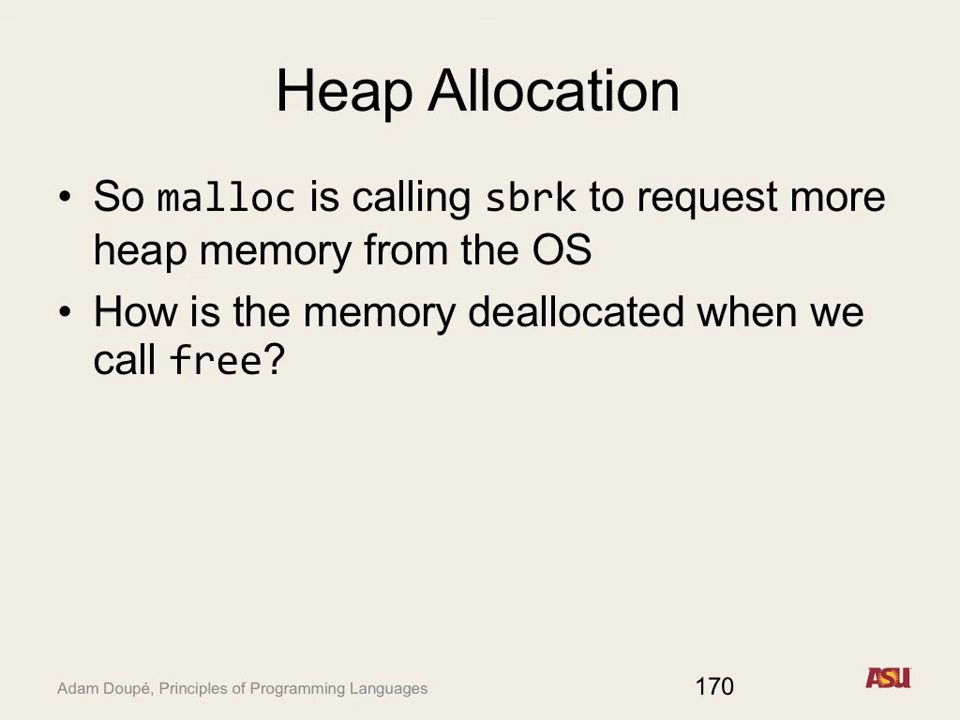 Heap Allocation
• So malloc is calling sbrk to request more
heap memory from the OS
• How is the memory deallocated when we
call free?
Adam Doupé, Principles of Programming Languages
170
ASU